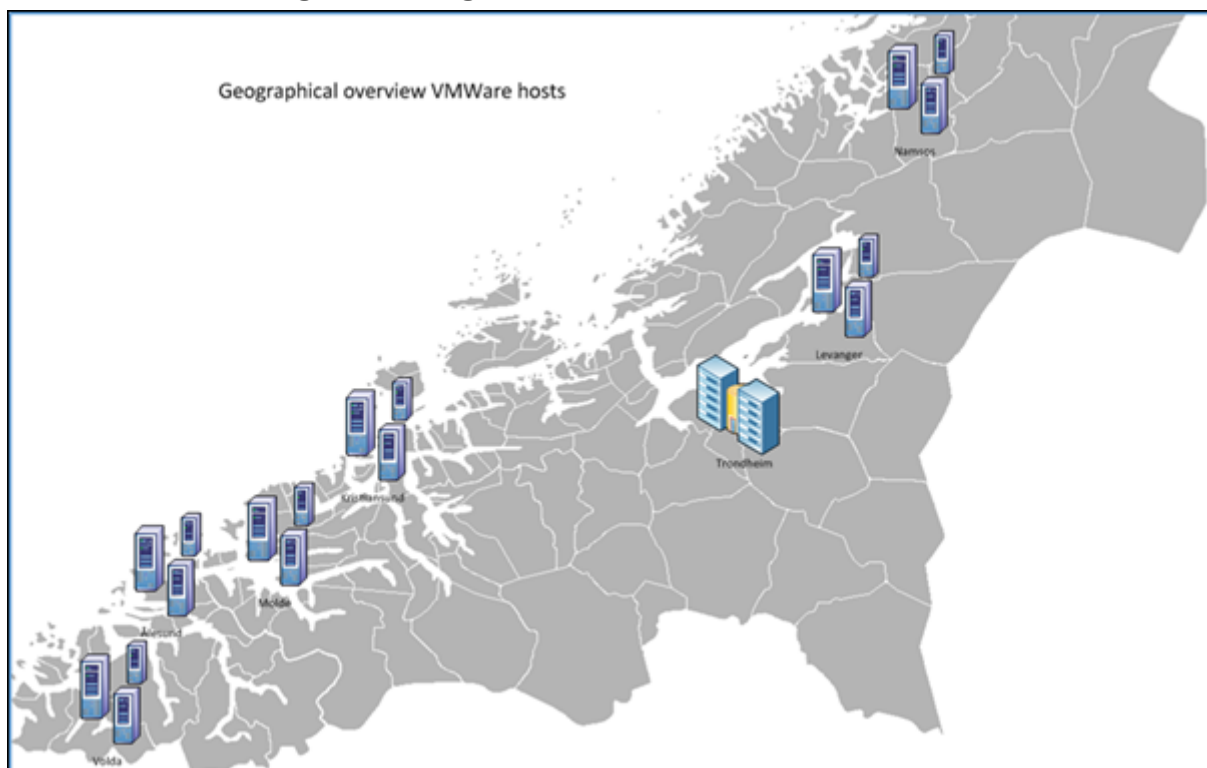 Geographical overview VMWare hosts
Namsos
Levanger
Trondheim
Kristiansund
Molde
Ålesund
Volda